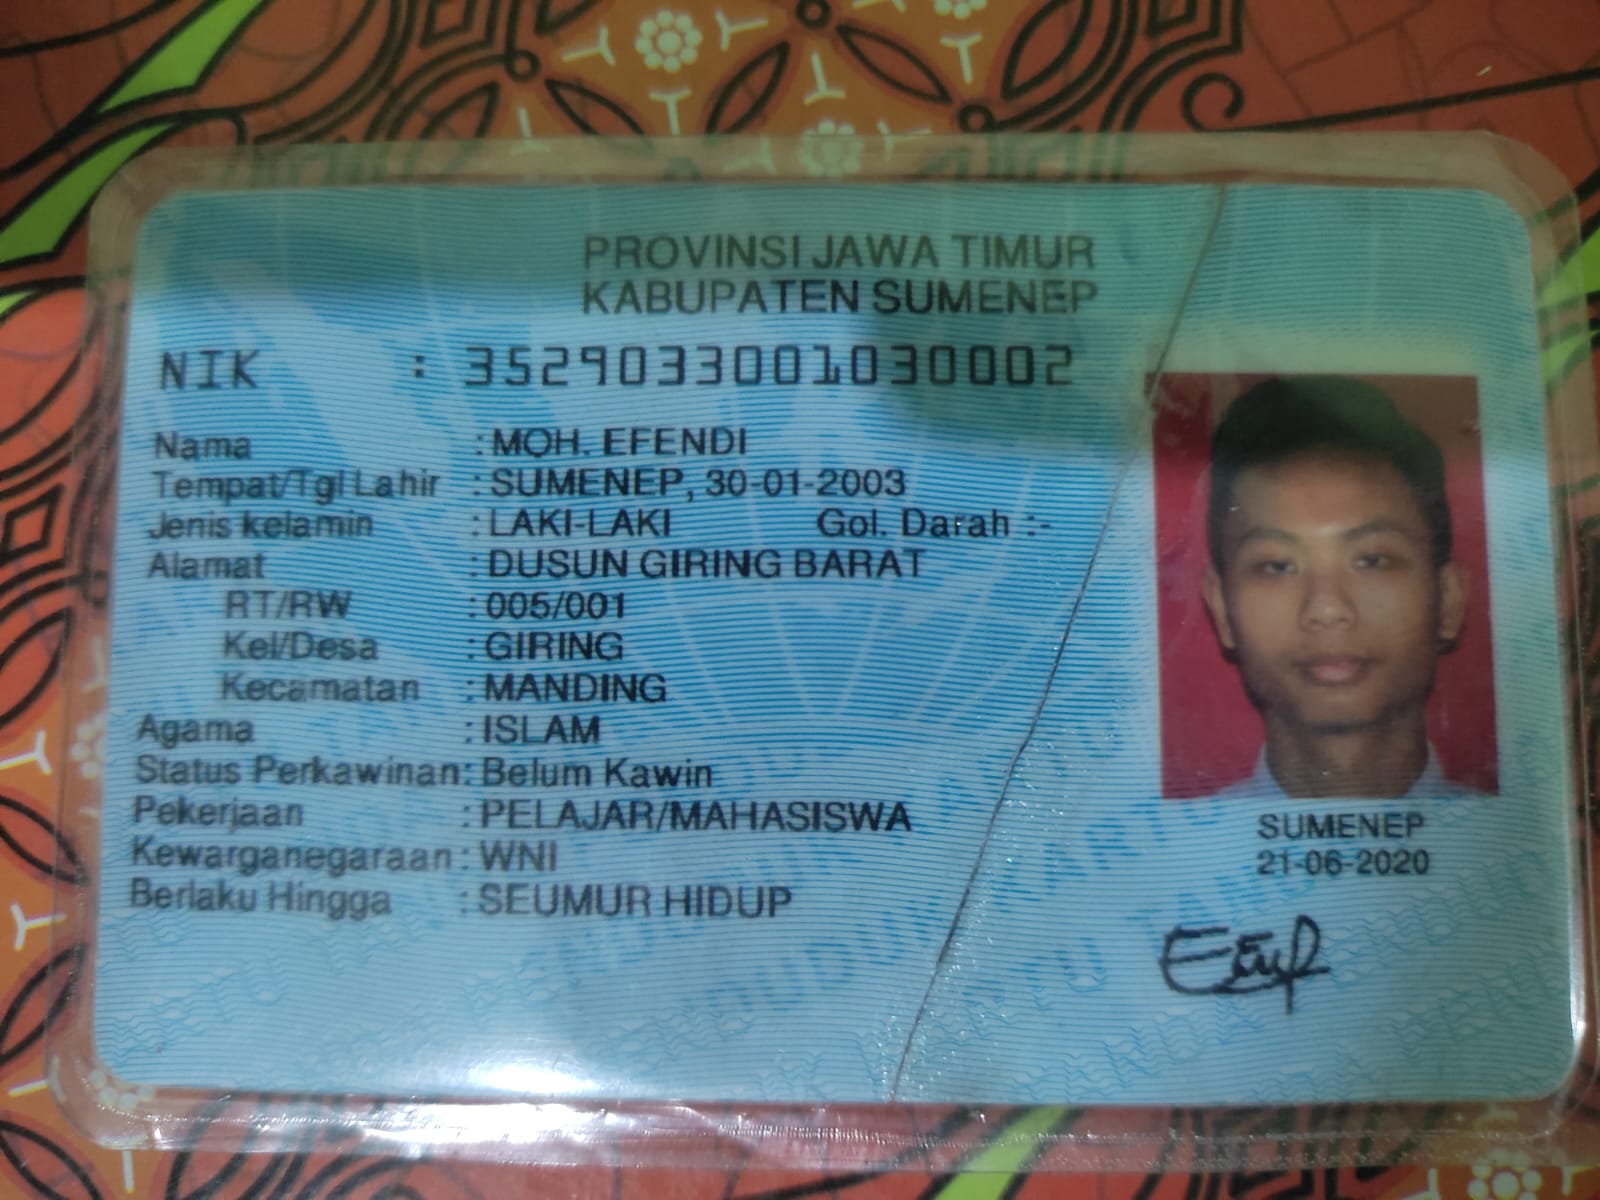 PROVINSI JAWA TIMUR
KABUPATEN SUMENEP
NIK : 3529033001030002
Nama : MOH. EFENDI
Tempat/Tgl Lahir : SUMENEP, 30-01-2003
Jenis kelamin : LAKI-LAKI Gol. Darah :-
Alamat : DUSUN GIRING BARAT
RT/RW : 005/001
Kel/Desa : GIRING
Kecamatan : MANDING
Agama : ISLAM
Status Perkawinan: Belum Kawin
Pekerjaan : PELAJAR/MAHASISWA
Kewarganegaraan: WNI
Berlaku Hingga : SEUMUR HIDUP
SUMENEP
21-06-2020